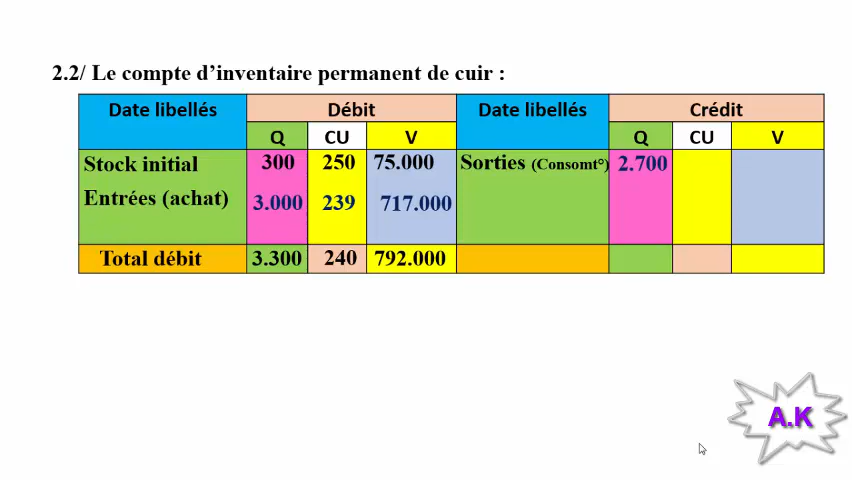 2.2/ Le compte d’inventaire permanent de cuir :
Date libellés Débit Date libellés Crédit
Q CU V Q CU V
Stock initial 300 250 75.000 Sorties (Consomt°) 2.700
Entrées (achat) 3.000 239 717.000
Total débit 3.300 240 792.000
A.K